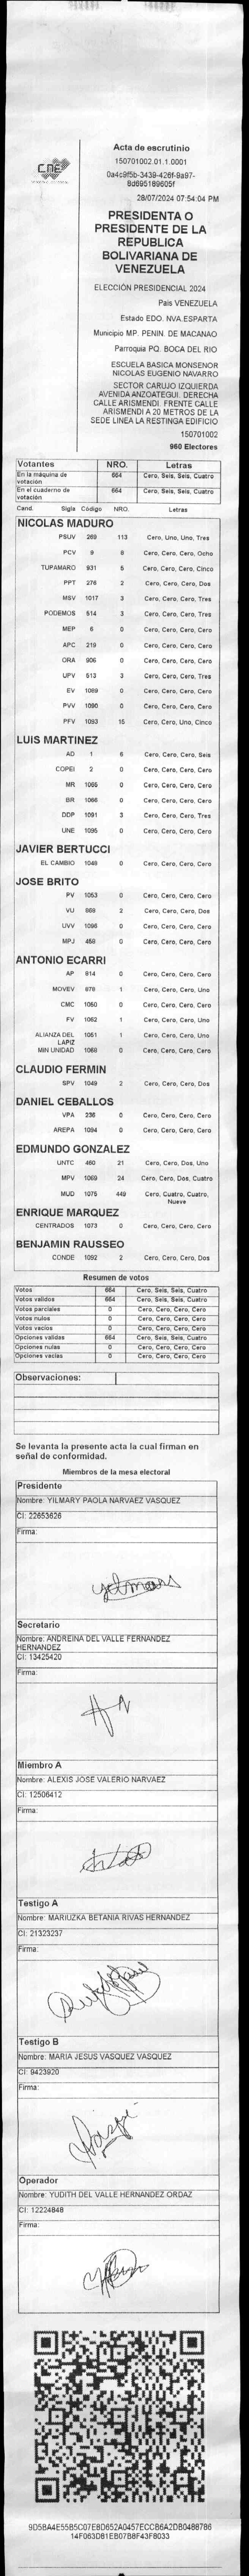 CNE
Acta de escrutinio
150701002.01.1.0001
0a4c9f5b-3439-426f-9a97-
8d695189605f
28/07/2024 07:54:04 PM
PRESIDENTA O
PRESIDENTE DE LA
REPUBLICA
BOLIVARIANA DE
VENEZUELA
ELECCIÓN PRESIDENCIAL 2024
Pais VENEZUELA
Estado EDO. NVA.ESPARTA
Municipio MP. PENIN. DE MACANAO
Parroquia PQ. BOCA DEL RIO
ESCUELA BASICA MONSENOR
NICOLAS EUGENIO NAVARRO
SECTOR CARUJO IZQUIERDA
AVENIDA ANZOATEGUI. DERECHA
CALLE ARISMENDI. FRENTE CALLE
ARISMENDI A 20 METROS DE LA
SEDE LINEA LA RESTINGA EDIFICIO
150701002
960 Electores
Votantes NRO. Letras
En la máquina de votación 664 Cero, Seis, Seis, Cuatro
En el cuaderno de votación 664 Cero, Seis, Seis, Cuatro
Cand. Sigla Código NRO. Letras
NICOLAS MADURO
PSUV 269 113 Cero, Uno, Uno, Tres
PCV 9 8 Cero, Cero, Cero, Ocho
TUPAMARO 931 5 Cero, Cero, Cero, Cinco
PPT 276 2 Cero, Cero, Cero, Dos
MSV 1017 3 Cero, Cero, Cero, Tres
PODEMOS 514 3 Cero, Cero, Cero, Tres
MEP 6 0 Cero, Cero, Cero, Cero
APC 219 0 Cero, Cero, Cero, Cero
ORA 906 0 Cero, Cero, Cero, Cero
UPV 513 3 Cero, Cero, Cero, Tres
EV 1089 0 Cero, Cero, Cero, Cero
PVV 1090 0 Cero, Cero, Cero, Cero
PFV 1093 15 Cero, Cero, Uno, Cinco
LUIS MARTINEZ
AD 1 6 Cero, Cero, Cero, Seis
COPEI 2 0 Cero, Cero, Cero, Cero
MR 1065 0 Cero, Cero, Cero, Cero
BR 1066 0 Cero, Cero, Cero, Cero
DDP 1091 3 Cero, Cero, Cero, Tres
UNE 1095 0 Cero, Cero, Cero, Cero
JAVIER BERTUCCI
EL CAMBIO 1048 0 Cero, Cero, Cero, Cero
JOSE BRITO
PV 1053 0 Cero, Cero, Cero, Cero
VU 868 2 Cero, Cero, Cero, Dos
UVV 1096 0 Cero, Cero, Cero, Cero
MPJ 458 0 Cero, Cero, Cero, Cero
ANTONIO ECARRI
AP 914 0 Cero, Cero, Cero, Cero
MOVEV 878 1 Cero, Cero, Cero, Uno
CMC 1050 0 Cero, Cero, Cero, Cero
FV 1052 1 Cero, Cero, Cero, Uno
ALIANZA DEL LAPIZ 1051 1 Cero, Cero, Cero, Uno
MIN UNIDAD 1068 0 Cero, Cero, Cero, Cero
CLAUDIO FERMIN
SPV 1049 2 Cero, Cero, Cero, Dos
DANIEL CEBALLOS
VPA 236 0 Cero, Cero, Cero, Cero
AREPA 1094 0 Cero, Cero, Cero, Cero
EDMUNDO GONZALEZ
UNTC 460 21 Cero, Cero, Dos, Uno
MPV 1069 24 Cero, Cero, Dos, Cuatro
MUD 1075 449 Cero, Cuatro, Cuatro,
Nueve
ENRIQUE MARQUEZ
CENTRADOS 1073 0 Cero, Cero, Cero, Cero
BENJAMIN RAUSSEO
CONDE 1092 2 Cero, Cero, Cero, Dos
Resumen de votos
Votos 664 Cero, Seis, Seis, Cuatro
Votos validos 664 Cero, Seis, Seis, Cuatro
Votos parciales 0 Cero, Cero, Cero, Cero
Votos nulos 0 Cero, Cero, Cero, Cero
Votos vacios 0 Cero, Cero, Cero, Cero
Opciones validas 664 Cero, Seis, Seis, Cuatro
Opciones nulas 0 Cero, Cero, Cero, Cero
Opciones vacias 0 Cero, Cero, Cero, Cero
Observaciones:
Se levanta la presente acta la cual firman en
señal de conformidad.
Miembros de la mesa electoral
Presidente
Nombre: YILMARY PAOLA NARVAEZ VASQUEZ
CI: 22653626
Firma:
Secretario
Nombre: ANDREINA DEL VALLE FERNANDEZ
HERNANDEZ
CI: 13425420
Firma:
Miembro A
Nombre: ALEXIS JOSE VALERIO NARVAEZ
CI: 12506412
Firma:
Testigo A
Nombre: MARIUZKA BETANIA RIVAS HERNANDEZ
CI: 21323237
Firma:
Testigo B
Nombre: MARIA JESUS VASQUEZ VASQUEZ
CI: 9423920
Firma:
Operador
Nombre: YUDITH DEL VALLE HERNANDEZ ORDAZ
CI: 12224848
Firma:
9D5BA4E55B5C07E8D652A0457ECCB6A2DB0488786
14F063D81EB07B8F43F8033